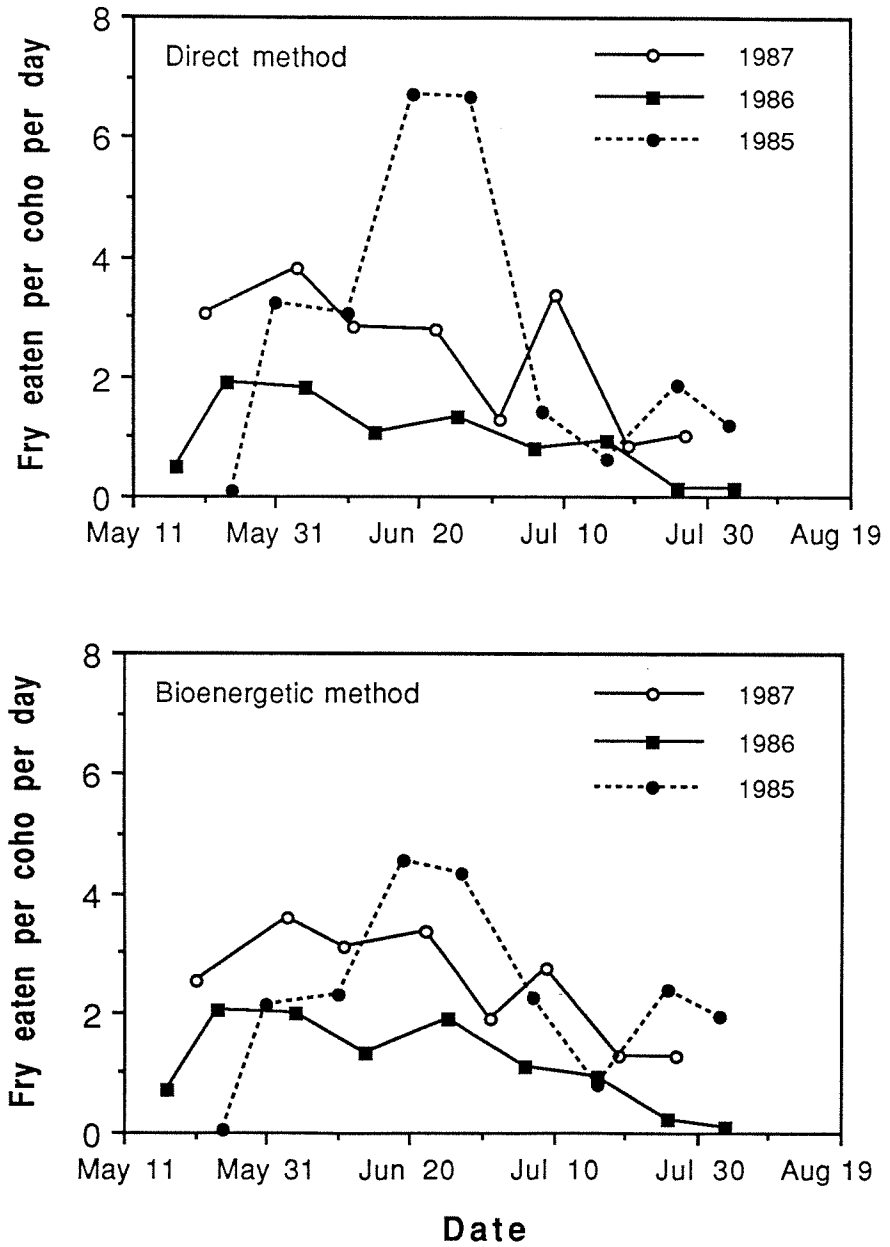 8
Direct method
1987
1986
1985
6
4
2
0
Fry eaten per coho per day
May 11 May 31 Jun 20 Jul 10 Jul 30 Aug 19
8
Bioenergetic method
1987
1986
1985
6
4
2
0
Fry eaten per coho per day
May 11 May 31 Jun 20 Jul 10 Jul 30 Aug 19
Date